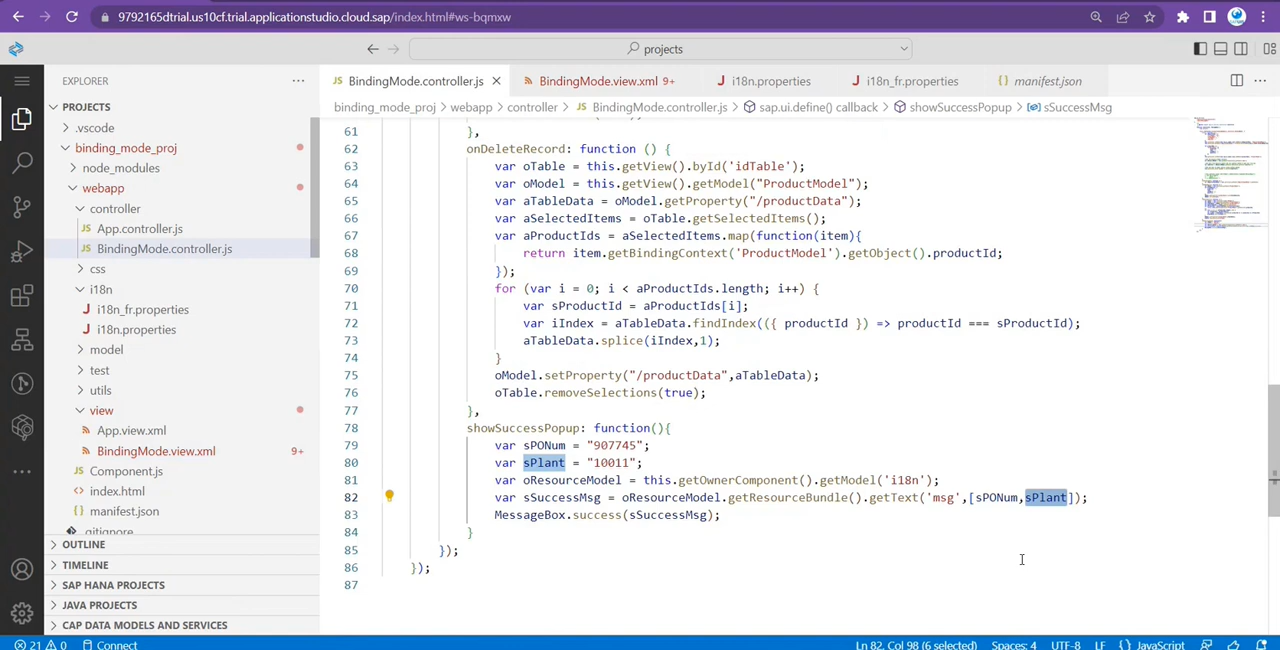 9792165dtrial.us10cf.trial.applicationstudio.cloud.sap/index.html#ws-bqmxw
projects
EXPLORER
BindingMode.controller.js
BindingMode.view.xml 9+
i18n.properties
i18n_fr.properties
manifest.json
PROJECTS
binding_mode_proj > webapp > controller > JS BindingMode.controller.js > sap.ui.define() callback > showSuccessPopup > sSuccessMsg
.vscode
binding_mode_proj
node_modules
webapp
controller
JS App.controller.js
JS BindingMode.controller.js
css
i18n
J i18n_fr.properties
J i18n.properties
model
test
utils
view
App.view.xml
BindingMode.view.xml 9+
JS Component.js
<> index.html
{} manifest.json
.gitignore
OUTLINE
TIMELINE
SAP HANA PROJECTS
JAVA PROJECTS
CAP DATA MODELS AND SERVICES
61 },
62 onDeleteRecord: function () {
63 var oTable = this.getView().byId('idTable');
64 var oModel = this.getView().getModel("ProductModel");
65 var aTableData = oModel.getProperty("/productData");
66 var aSelectedItems = oTable.getSelectedItems();
67 var aProductIds = aSelectedItems.map(function(item){
68 return item.getBindingContext('ProductModel').getObject().productId;
69 });
70 for (var i = 0; i < aProductIds.length; i++) {
71 var sProductId = aProductIds[i];
72 var iIndex = aTableData.findIndex(({ productId }) => productId === sProductId);
73 aTableData.splice(iIndex,1);
74 }
75 oModel.setProperty("/productData",aTableData);
76 oTable.removeSelections(true);
77 },
78 showSuccessPopup: function(){
79 var sPONum = "907745";
80 var sPlant = "10011";
81 var oResourceModel = this.getOwnerComponent().getModel('i18n');
82 var sSuccessMsg = oResourceModel.getResourceBundle().getText('msg',[sPONum,sPlant]);
83 MessageBox.success(sSuccessMsg);
84 }
85 });
86 });
87
21 0 Connect
Ln 82, Col 98 (6 selected) Spaces: 4 UTF-8 LF {} JavaScript